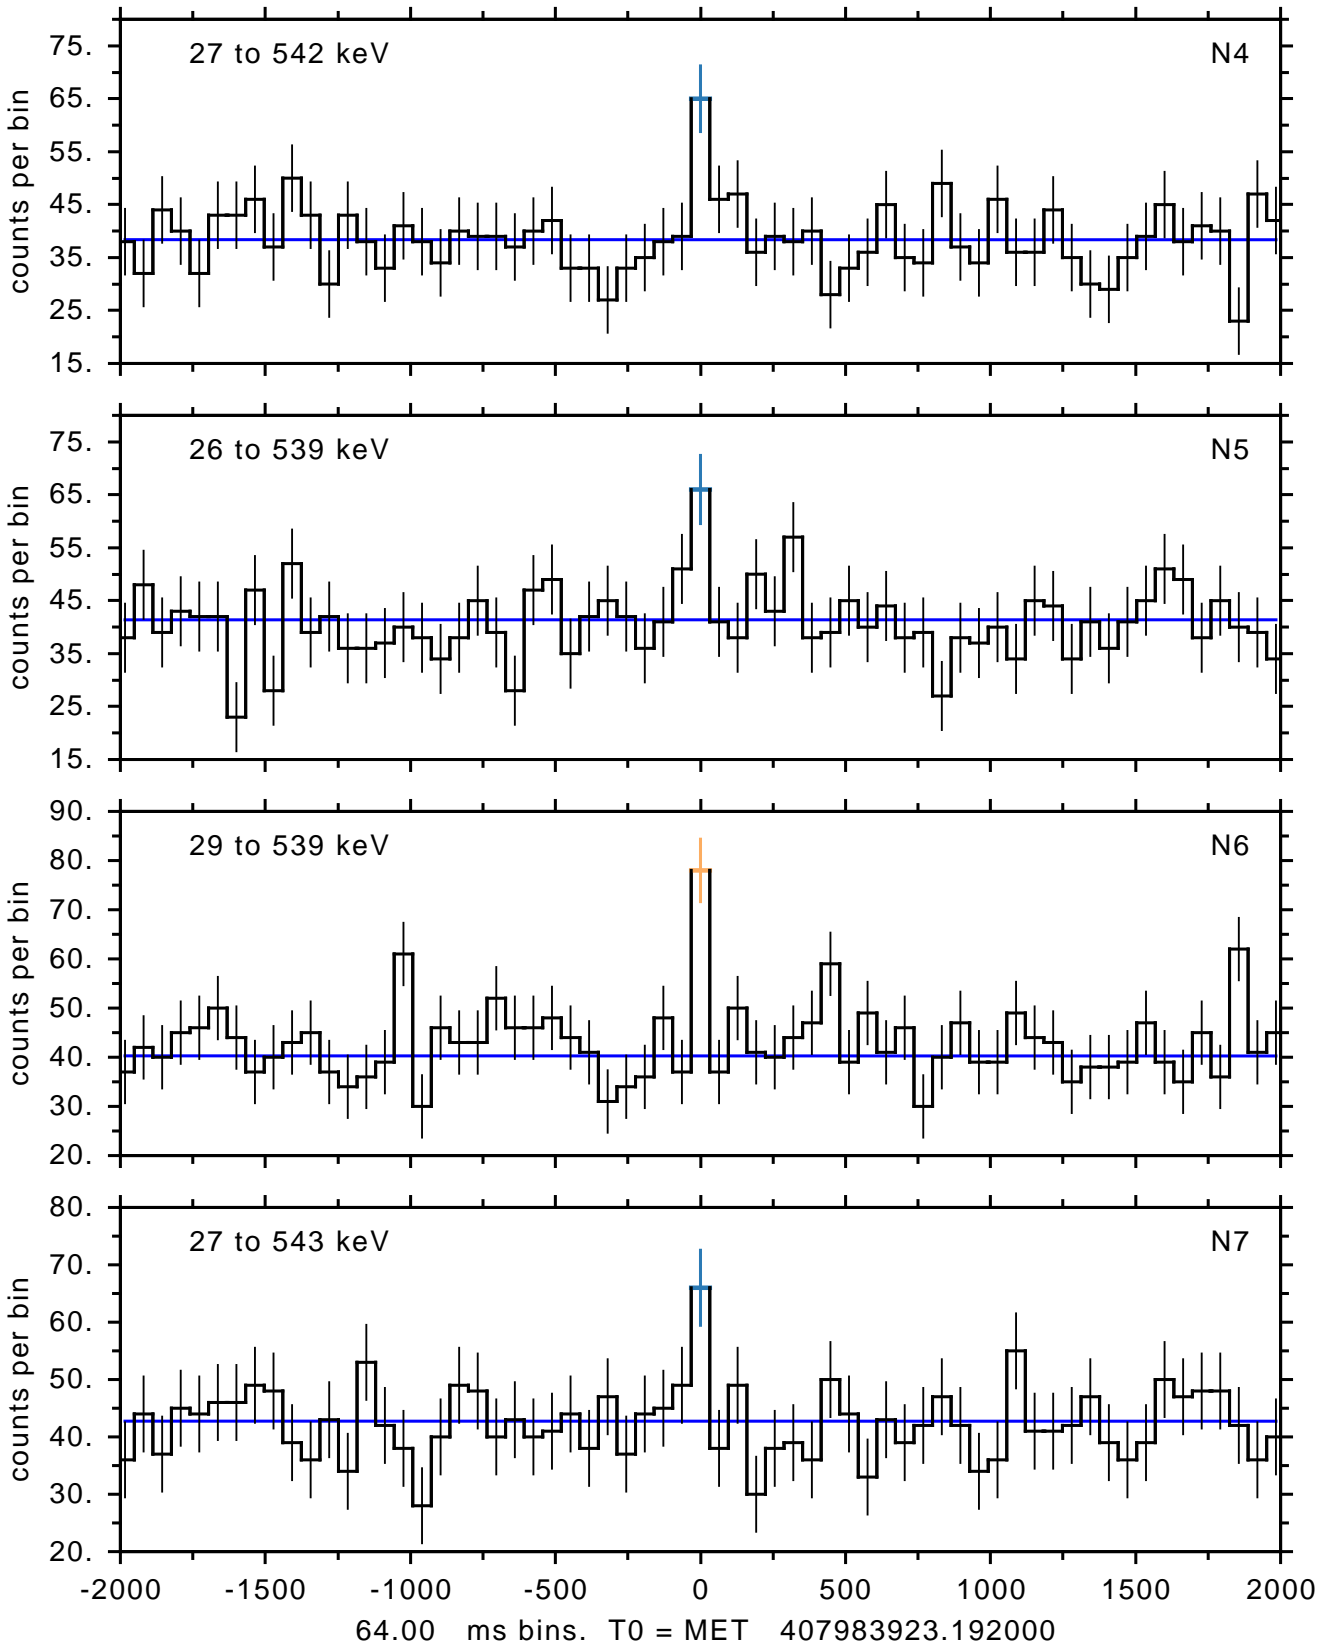 27 to 542 keV N4
75.
65.
55.
45.
35.
25.
15.
counts per bin
26 to 539 keV N5
75.
65.
55.
45.
35.
25.
15.
counts per bin
29 to 539 keV N6
90.
80.
70.
60.
50.
40.
30.
20.
counts per bin
27 to 543 keV N7
80.
70.
60.
50.
40.
30.
20.
counts per bin
-2000 -1500 -1000 -500 0 500 1000 1500 2000
64.00 ms bins. T0 = MET 407983923.192000